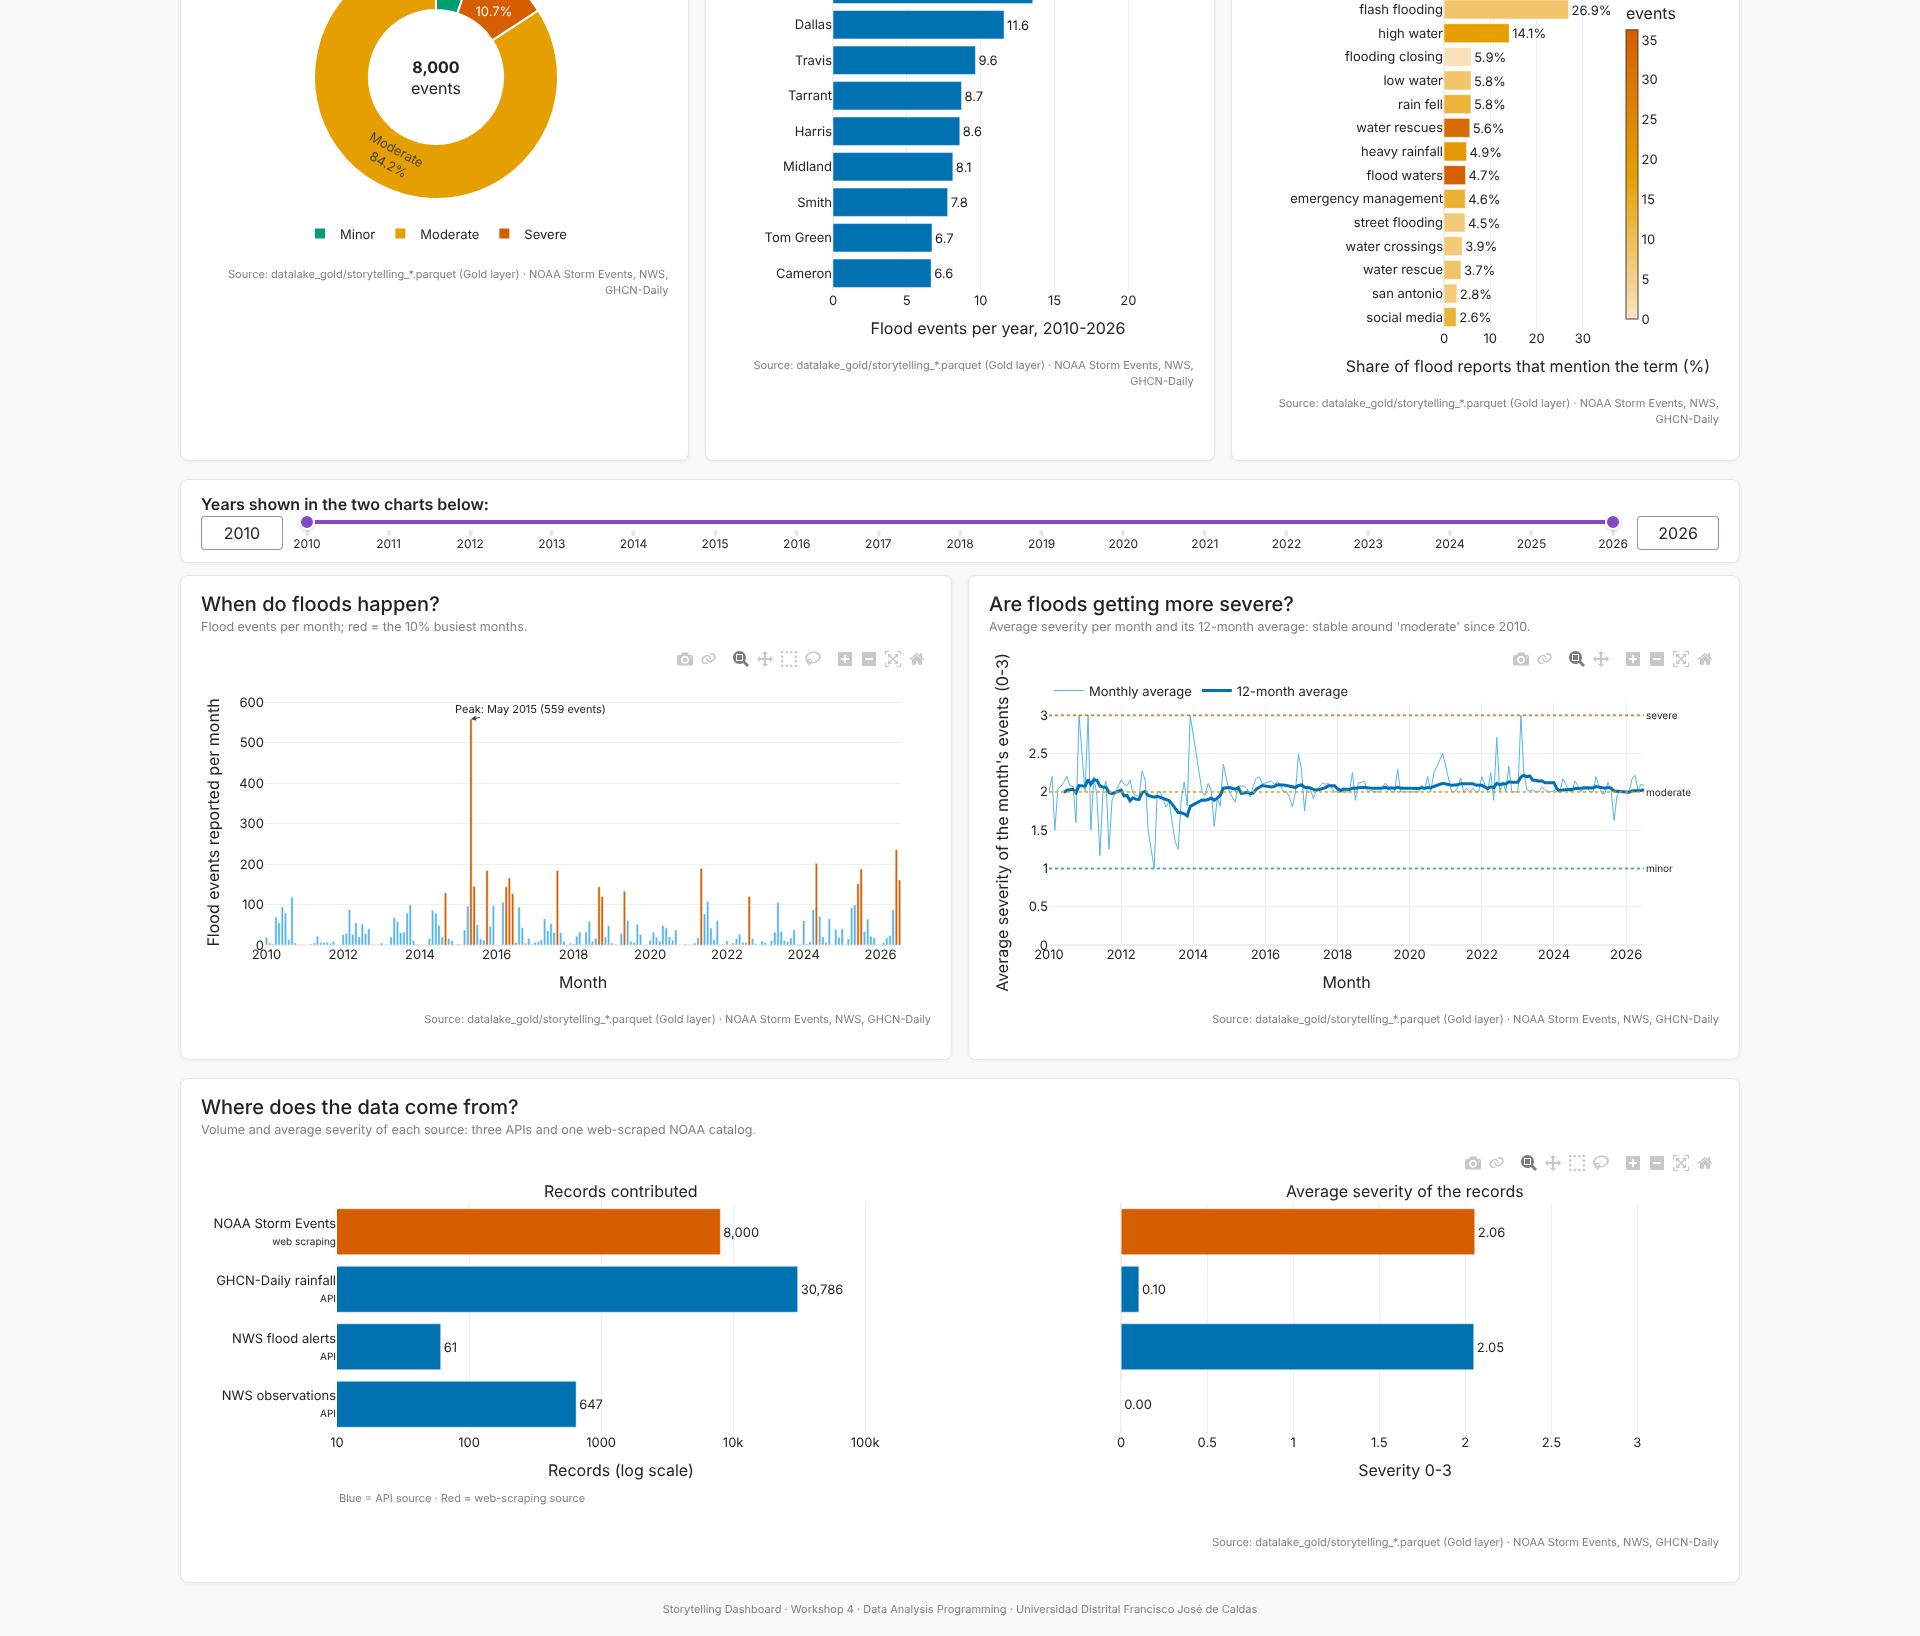 10.7%
8,000
events
Moderate
84.2%
Minor
Moderate
Severe
Source: datalake_gold/storytelling_*.parquet (Gold layer) · NOAA Storm Events, NWS,
GHCN-Daily
Dallas
11.6
Travis
9.6
Tarrant
8.7
Harris
8.6
Midland
8.1
Smith
7.8
Tom Green
6.7
Cameron
6.6
0 5 10 15 20
Flood events per year, 2010-2026
Source: datalake_gold/storytelling_*.parquet (Gold layer) · NOAA Storm Events, NWS,
GHCN-Daily
flash flooding 26.9%
high water 14.1%
flooding closing 5.9%
low water 5.8%
rain fell 5.8%
water rescues 5.6%
heavy rainfall 4.9%
flood waters 4.7%
emergency management 4.6%
street flooding 4.5%
water crossings 3.9%
water rescue 3.7%
san antonio 2.8%
social media 2.6%
0 10 20 30
Share of flood reports that mention the term (%)
events
35
30
25
20
15
10
5
0
Source: datalake_gold/storytelling_*.parquet (Gold layer) · NOAA Storm Events, NWS,
GHCN-Daily
Years shown in the two charts below:
2010
2010 2011 2012 2013 2014 2015 2016 2017 2018 2019 2020 2021 2022 2023 2024 2025 2026
2026
When do floods happen?
Flood events per month; red = the 10% busiest months.
Flood events reported per month
600
500
400
300
200
100
0
Peak: May 2015 (559 events)
2010 2012 2014 2016 2018 2020 2022 2024 2026
Month
Source: datalake_gold/storytelling_*.parquet (Gold layer) · NOAA Storm Events, NWS, GHCN-Daily
Are floods getting more severe?
Average severity per month and its 12-month average: stable around 'moderate' since 2010.
Average severity of the month's events (0-3)
Monthly average
12-month average
3
2.5
2
1.5
1
0.5
0
severe
moderate
minor
2010 2012 2014 2016 2018 2020 2022 2024 2026
Month
Source: datalake_gold/storytelling_*.parquet (Gold layer) · NOAA Storm Events, NWS, GHCN-Daily
Where does the data come from?
Volume and average severity of each source: three APIs and one web-scraped NOAA catalog.
Records contributed
NOAA Storm Events
web scraping
8,000
GHCN-Daily rainfall
API
30,786
NWS flood alerts
API
61
NWS observations
API
647
10 100 1000 10k 100k
Records (log scale)
Blue = API source · Red = web-scraping source
Average severity of the records
2.06
0.10
2.05
0.00
0 0.5 1 1.5 2 2.5 3
Severity 0-3
Source: datalake_gold/storytelling_*.parquet (Gold layer) · NOAA Storm Events, NWS, GHCN-Daily
Storytelling Dashboard · Workshop 4 · Data Analysis Programming · Universidad Distrital Francisco José de Caldas